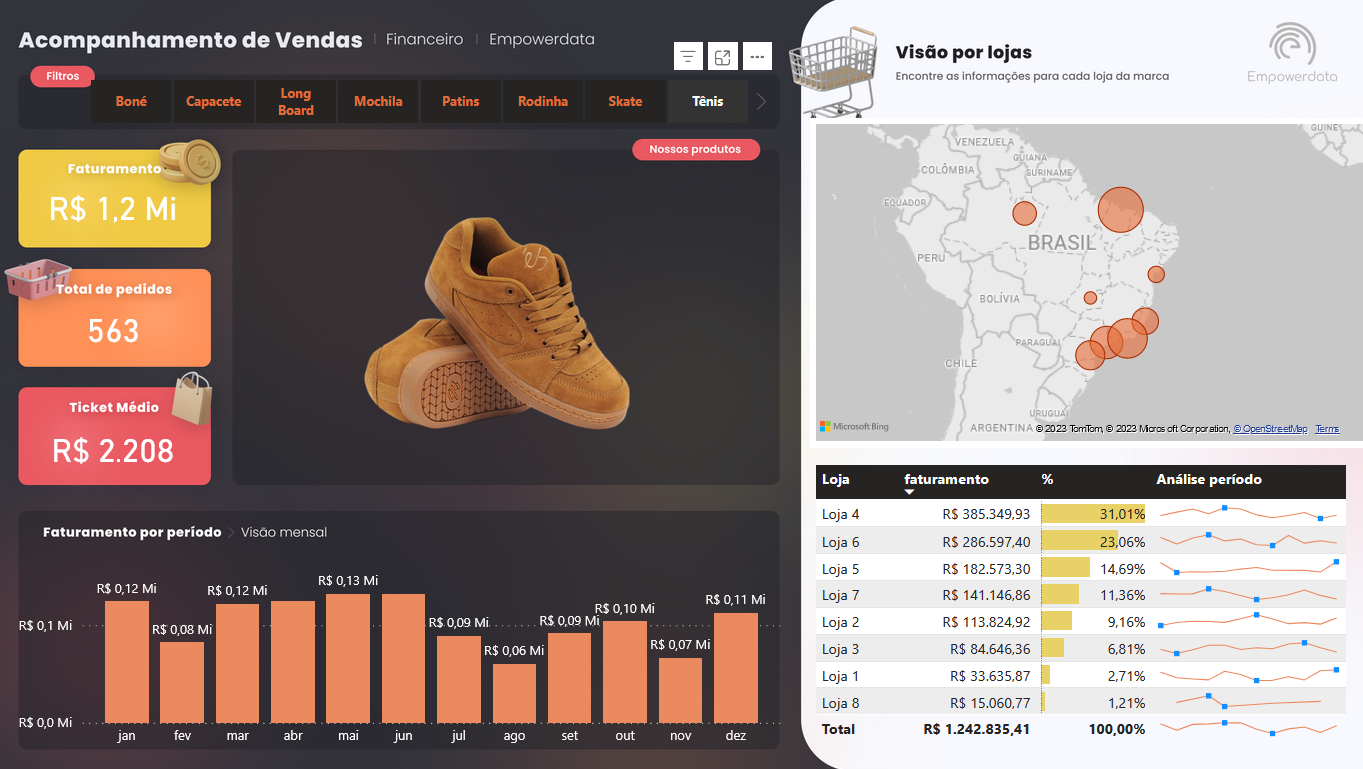 Acompanhamento de Vendas | Financeiro | Empowerdata
Filtros
Boné
Capacete
Long
Board
Mochila
Patins
Rodinha
Skate
Tênis
Faturamento
R$ 1,2 Mi
Total de pedidos
563
Ticket Médio
R$ 2.208
Nossos produtos
Faturamento por período > Visão mensal
R$ 0,1 Mi
R$ 0,0 Mi
R$ 0,12 Mi
R$ 0,08 Mi
R$ 0,12 Mi
R$ 0,13 Mi
R$ 0,09 Mi
R$ 0,06 Mi
R$ 0,09 Mi
R$ 0,10 Mi
R$ 0,07 Mi
R$ 0,11 Mi
jan fev mar abr mai jun jul ago set out nov dez
Visão por lojas
Encontre as informações para cada loja da marca
Empowerdata
VENEZUELA
GUIANA
SURINAME
COLÔMBIA
EQUADOR
BRASIL
PERU
BOLÍVIA
PARAGUAI
CHILE
URUGUAI
ARGENTINA
GUINÉ
Microsoft Bing
© 2023 TomTom, © 2023 Microsoft Corporation, © OpenStreetMap Terms
Loja faturamento % Análise período
Loja 4 R$ 385.349,93 31,01%
Loja 6 R$ 286.597,40 23,06%
Loja 5 R$ 182.573,30 14,69%
Loja 7 R$ 141.146,86 11,36%
Loja 2 R$ 113.824,92 9,16%
Loja 3 R$ 84.646,36 6,81%
Loja 1 R$ 33.635,87 2,71%
Loja 8 R$ 15.060,77 1,21%
Total R$ 1.242.835,41 100,00%